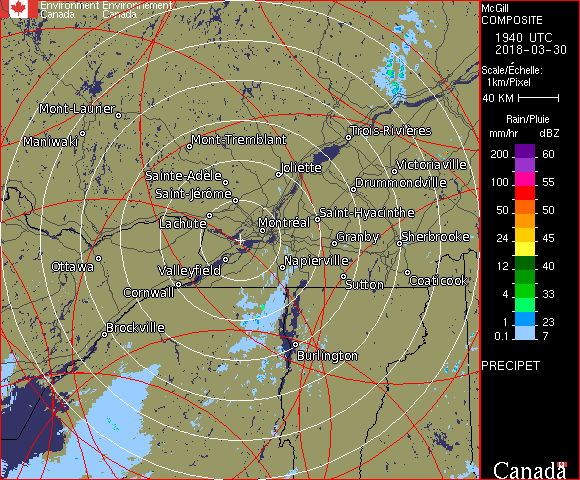 Environment Environnement
Canada Canada
McGill
COMPOSITE
1940 UTC
2018-03-30
Scale/Échelle:
1km/Pixel
40 KM
Rain/Pluie
mm/hr dBZ
200 60
100 55
50 50
24 45
12 40
4 33
1 23
0.1 7
PRECIPET
Canada
Mont-Laurier
Maniwaki
Mont-Tremblant
Trois-Rivières
Sainte-Adèle
Joliette
Victoriaville
Saint-Jérôme
Drummondville
Lachute
Montréal
Saint-Hyacinthe
Granby
Sherbrooke
Ottawa
Valleyfield
Napierville
Cornwall
Sutton
Coaticook
Brockville
Burlington